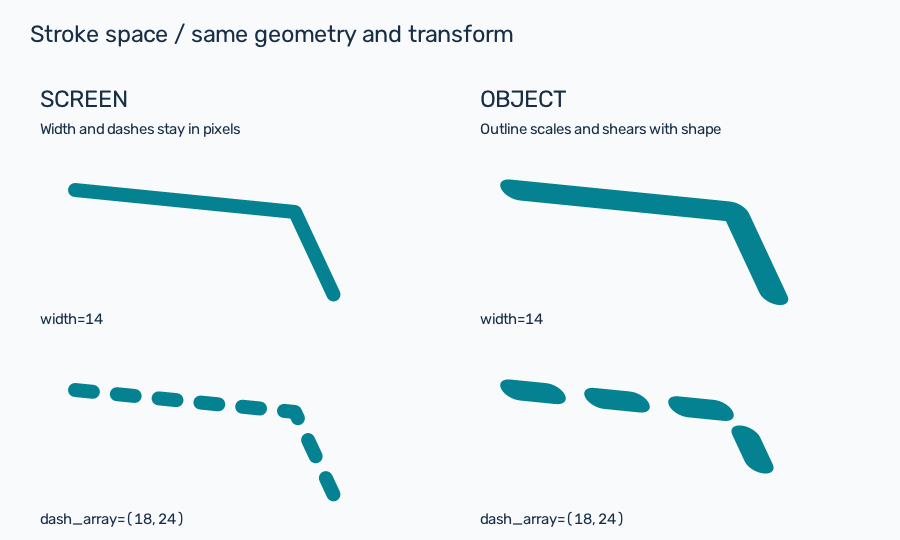 Stroke space / same geometry and transform
SCREEN
Width and dashes stay in pixels
width=14
dash_array=(18,24)
OBJECT
Outline scales and shears with shape
width=14
dash_array=(18,24)